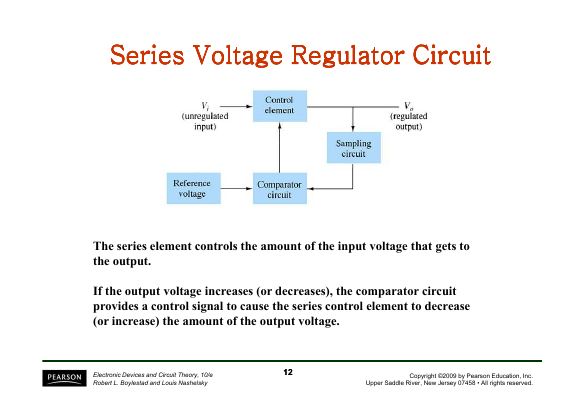 Series Voltage Regulator Circuit
Control
element
Vi
(unregulated
input)
Vo
(regulated
output)
Sampling
circuit
Reference
voltage
Comparator
circuit
The series element controls the amount of the input voltage that gets to
the output.
If the output voltage increases (or decreases), the comparator circuit
provides a control signal to cause the series control element to decrease
(or increase) the amount of the output voltage.
PEARSON
Electronic Devices and Circuit Theory, 10/e
Robert L. Boylestad and Louis Nashelsky
12
Copyright ©2009 by Pearson Education, Inc.
Upper Saddle River, New Jersey 07458 • All rights reserved.